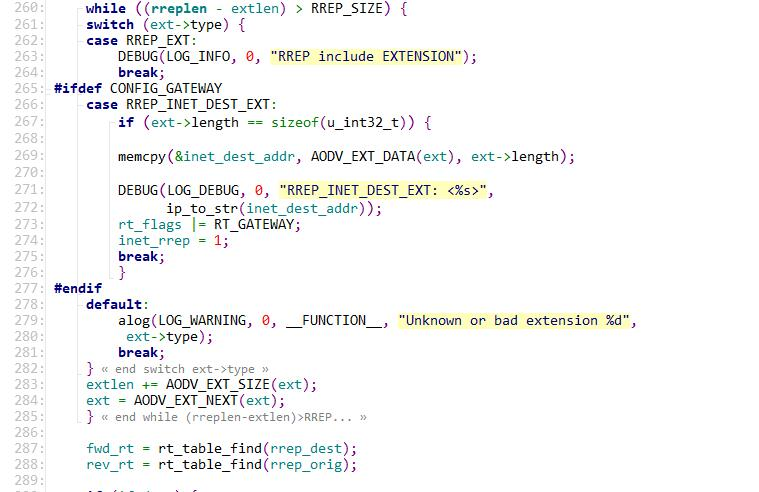 260: while ((rreplen - extlen) > RREP_SIZE) {
261: switch (ext->type) {
262: case RREP_EXT:
263: DEBUG(LOG_INFO, 0, "RREP include EXTENSION");
264: break;
265: #ifdef CONFIG_GATEWAY
266: case RREP_INET_DEST_EXT:
267: if (ext->length == sizeof(u_int32_t)) {
268:
269: memcpy(&inet_dest_addr, AODV_EXT_DATA(ext), ext->length);
270:
271: DEBUG(LOG_DEBUG, 0, "RREP_INET_DEST_EXT: <%s>",
272: ip_to_str(inet_dest_addr));
273: rt_flags |= RT_GATEWAY;
274: inet_rrep = 1;
275: break;
276: }
277: #endif
278: default:
279: alog(LOG_WARNING, 0, __FUNCTION__, "Unknown or bad extension %d",
280: ext->type);
281: break;
282: } « end switch ext->type »
283: extlen += AODV_EXT_SIZE(ext);
284: ext = AODV_EXT_NEXT(ext);
285: } « end while (rreplen-extlen)>RREP... »
286:
287: fwd_rt = rt_table_find(rrep_dest);
288: rev_rt = rt_table_find(rrep_orig);
289: